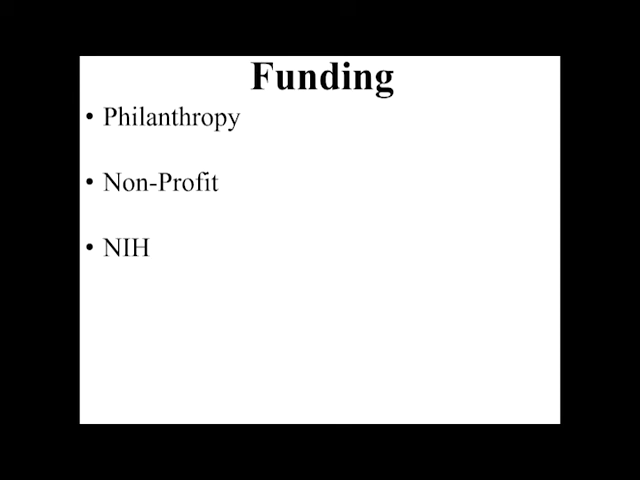 Funding
• Philanthropy
• Non-Profit
• NIH